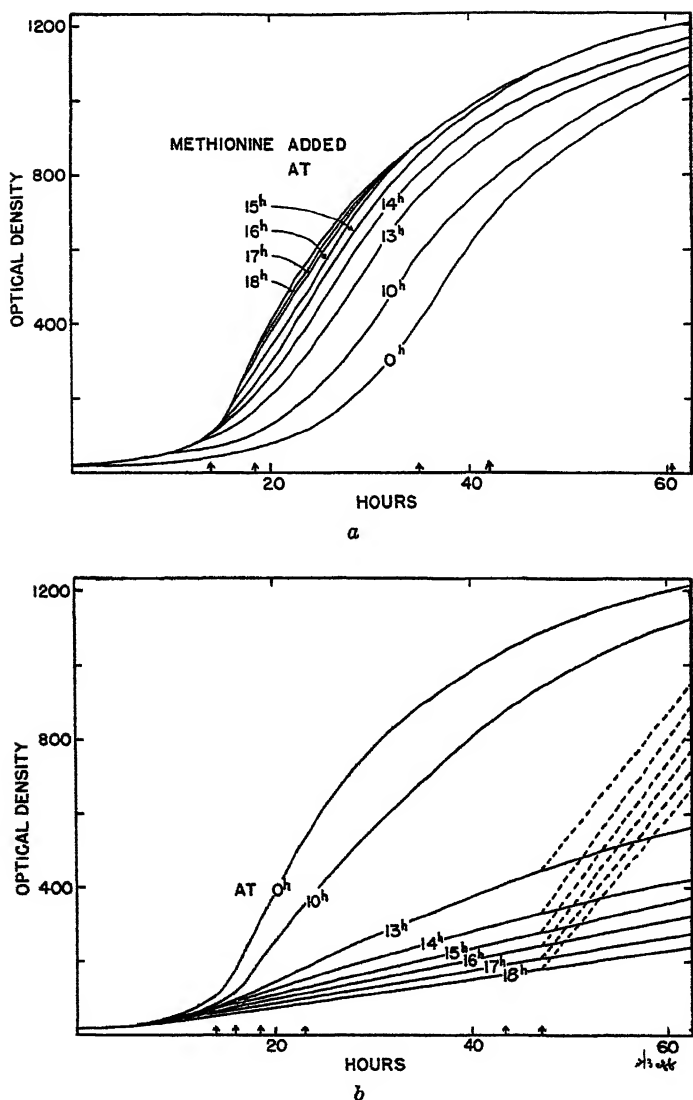 1200
800
400
OPTICAL DENSITY
METHIONINE ADDED
AT
15h
16h
17h
18h
14h
13h
10h
0h
20
40
60
HOURS
a
1200
800
400
OPTICAL DENSITY
AT 0h
10h
13h
14h
15h
16h
17h
18h
20
40
60
HOURS
b